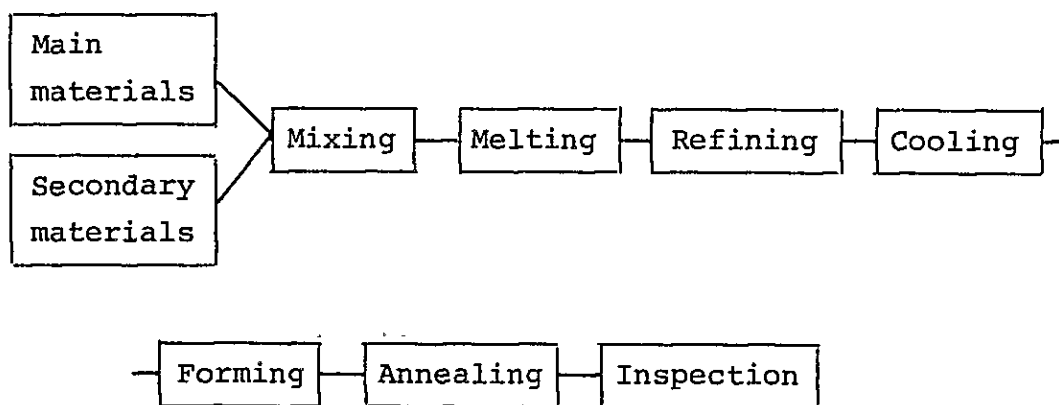 Main
materials
Secondary
materials
Mixing
Melting
Refining
Cooling
Forming
Annealing
Inspection